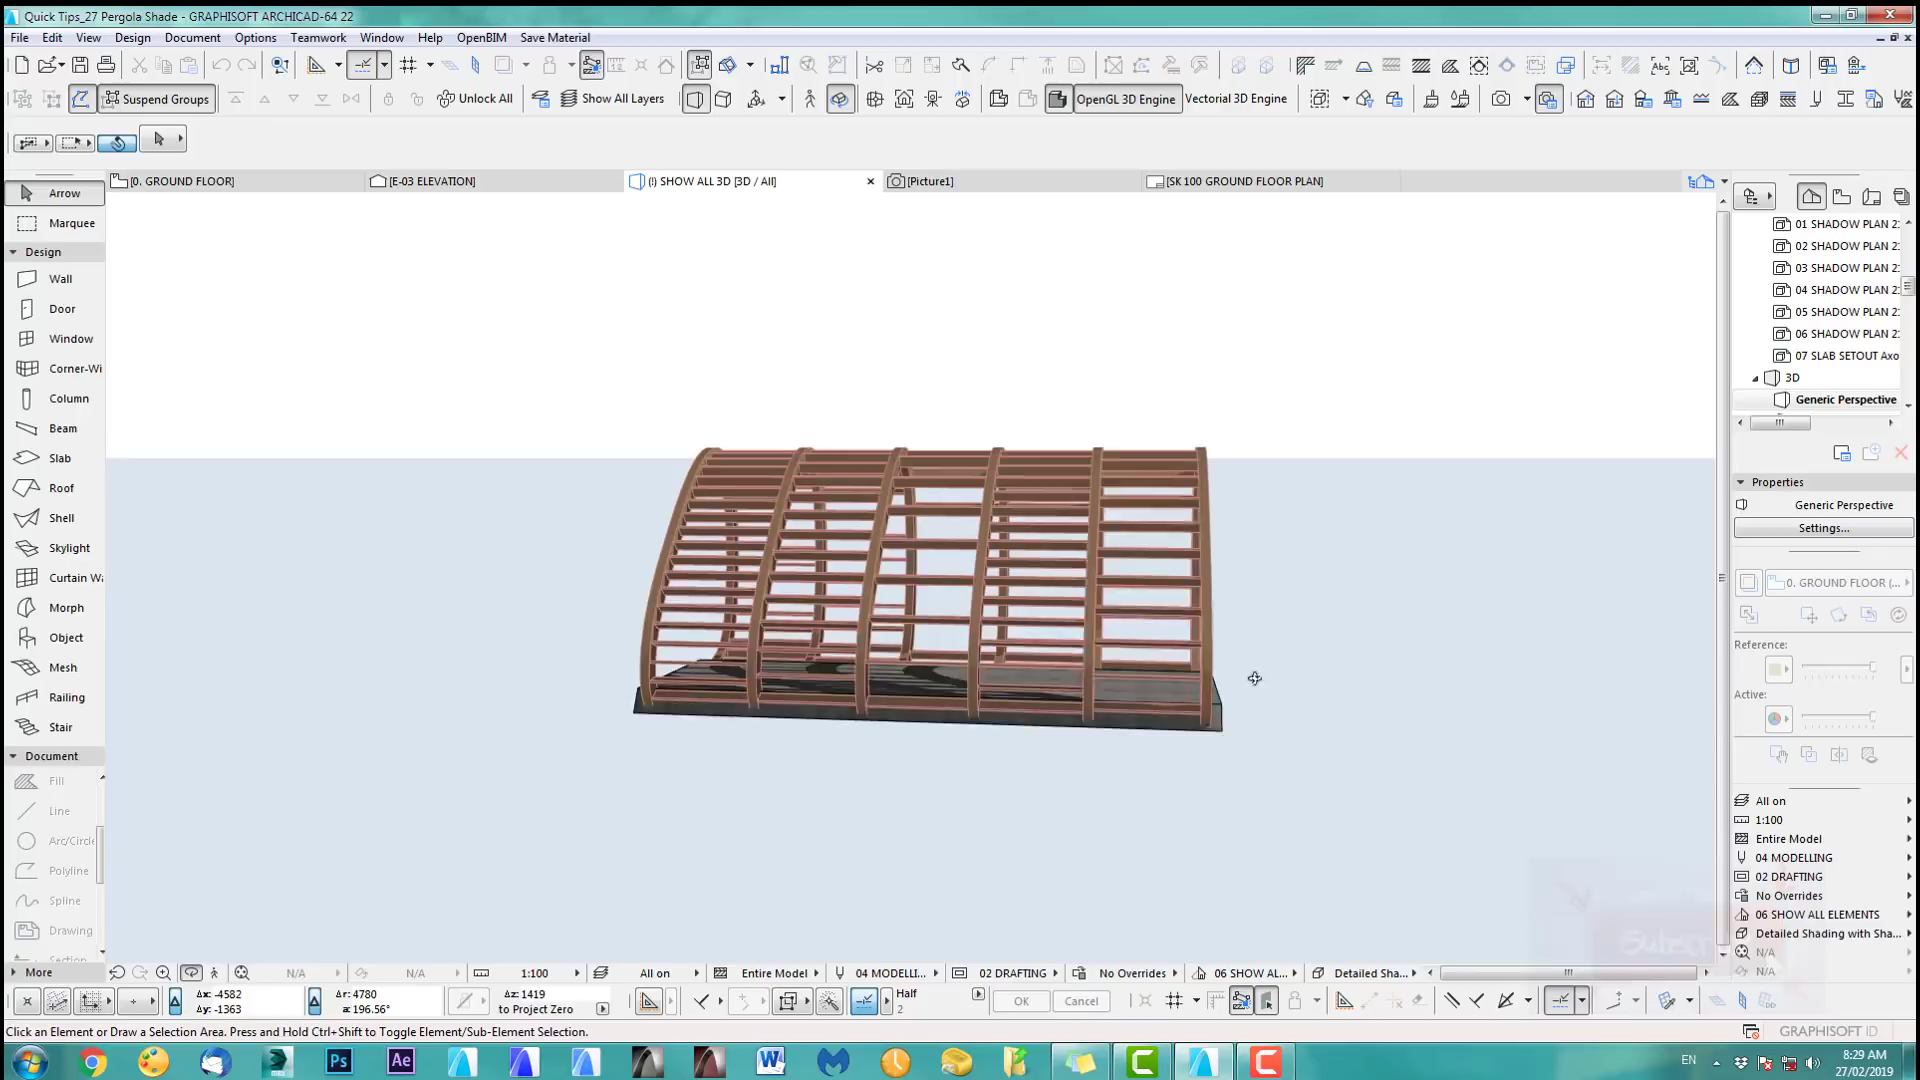 Quick Tips_27 Pergola Shade - GRAPHISOFT ARCHICAD-64 22
File Edit View Design Document Options Teamwork Window Help OpenBIM Save Material
Suspend Groups Unlock All Show All Layers OpenGL 3D Engine Vectorial 3D Engine
[0. GROUND FLOOR] [E-03 ELEVATION] (!) SHOW ALL 3D [3D / All] [Picture1] [SK 100 GROUND FLOOR PLAN]
Arrow
Marquee
Design
Wall
Door
Window
Corner-Wi
Column
Beam
Slab
Roof
Shell
Skylight
Curtain Wa
Morph
Object
Mesh
Railing
Stair
Document
Fill
Line
Arc/Circle
Polyline
Spline
Drawing
Section
More
01 SHADOW PLAN 21
02 SHADOW PLAN 21
03 SHADOW PLAN 21
04 SHADOW PLAN 21
05 SHADOW PLAN 21
06 SHADOW PLAN 21
07 SLAB SETOUT Axo
3D
Generic Perspective
Properties
Generic Perspective
Settings...
0. GROUND FLOOR (...
Reference:
Active:
All on
1:100
Entire Model
04 MODELLING
02 DRAFTING
No Overrides
06 SHOW ALL ELEMENTS
Detailed Shading with Sha...
N/A
N/A
N/A N/A 1:100 All on Entire Model 04 MODELLI... 02 DRAFTING No Overrides 06 SHOW AL... Detailed Sha...
Δx: -4582
Δy: -1363
Δr: 4780
a: 196.56°
Δz: 1419
to Project Zero
Half
2
OK Cancel
Click an Element or Draw a Selection Area. Press and Hold Ctrl+Shift to Toggle Element/Sub-Element Selection.
GRAPHISOFT ID
Ps Ae W
EN
8:29 AM
27/02/2019